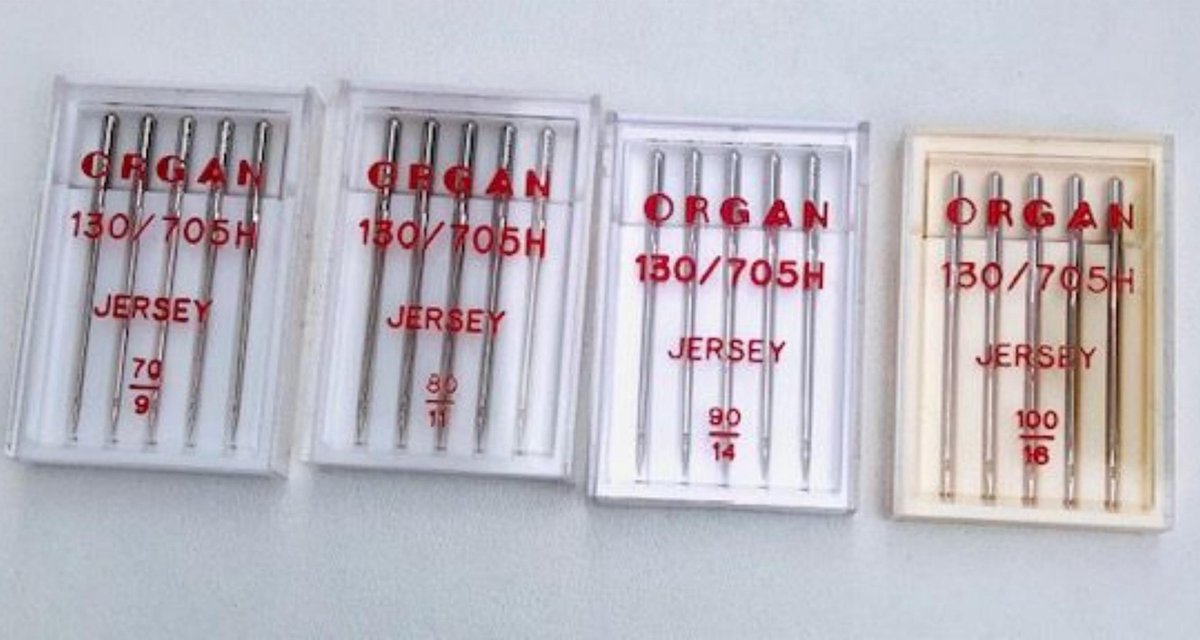 ORGAN
130/705H
JERSEY
70
9
ORGAN
130/705H
JERSEY
80
11
ORGAN
130/705H
JERSEY
90
14
ORGAN
130/705H
JERSEY
100
16